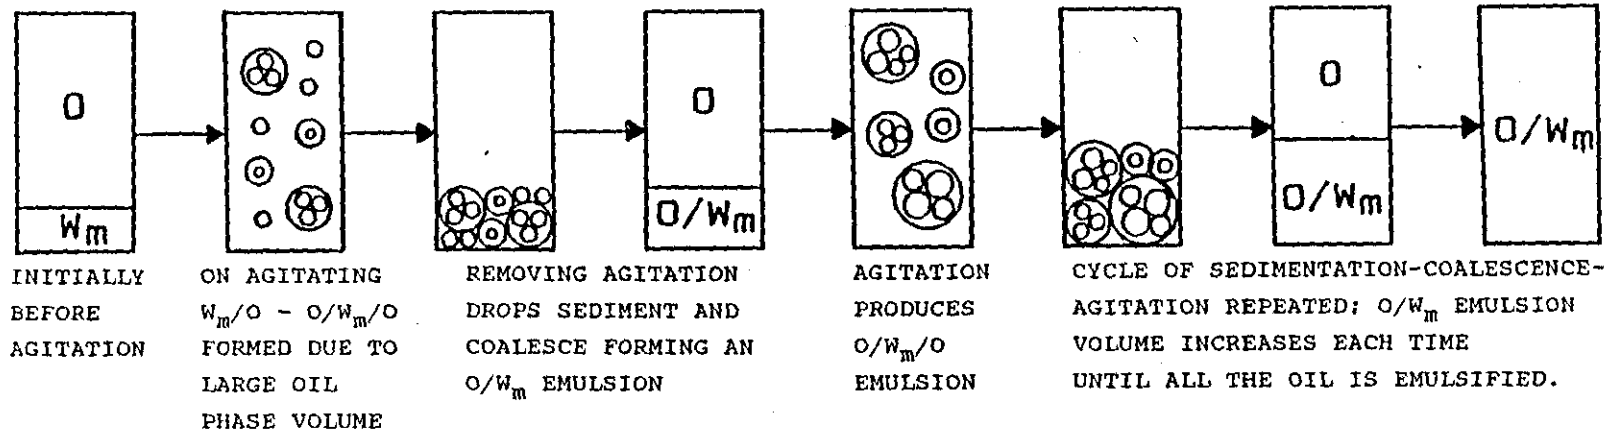 O
Wₘ
O
O/Wₘ
O
O/Wₘ
O/Wₘ
INITIALLY
BEFORE
AGITATION
ON AGITATING
Wₘ/O - O/Wₘ/O
FORMED DUE TO
LARGE OIL
PHASE VOLUME
REMOVING AGITATION
DROPS SEDIMENT AND
COALESCE FORMING AN
O/Wₘ EMULSION
AGITATION
PRODUCES
O/Wₘ/O
EMULSION
CYCLE OF SEDIMENTATION-COALESCENCE-
AGITATION REPEATED; O/Wₘ EMULSION
VOLUME INCREASES EACH TIME
UNTIL ALL THE OIL IS EMULSIFIED.